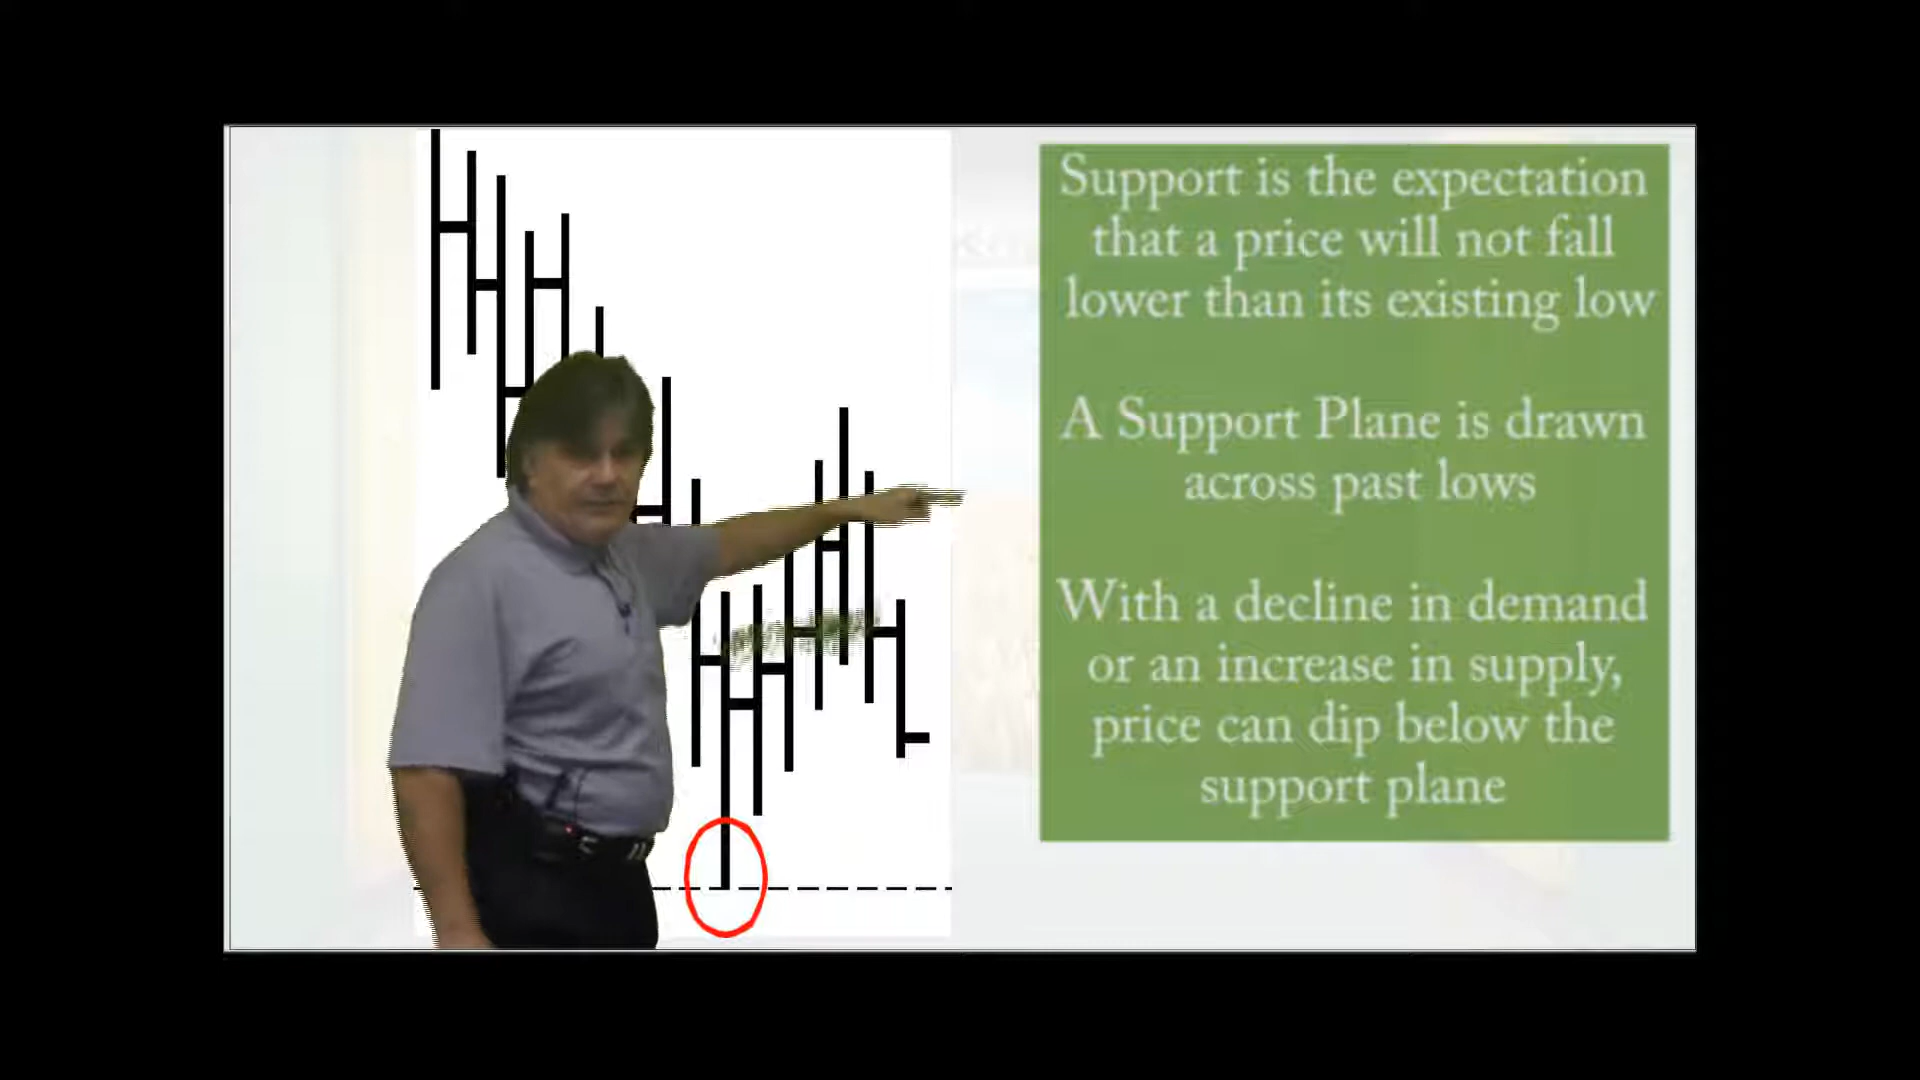 Support is the expectation
that a price will not fall
lower than its existing low
A Support Plane is drawn
across past lows
With a decline in demand
or an increase in supply,
price can dip below the
support plane